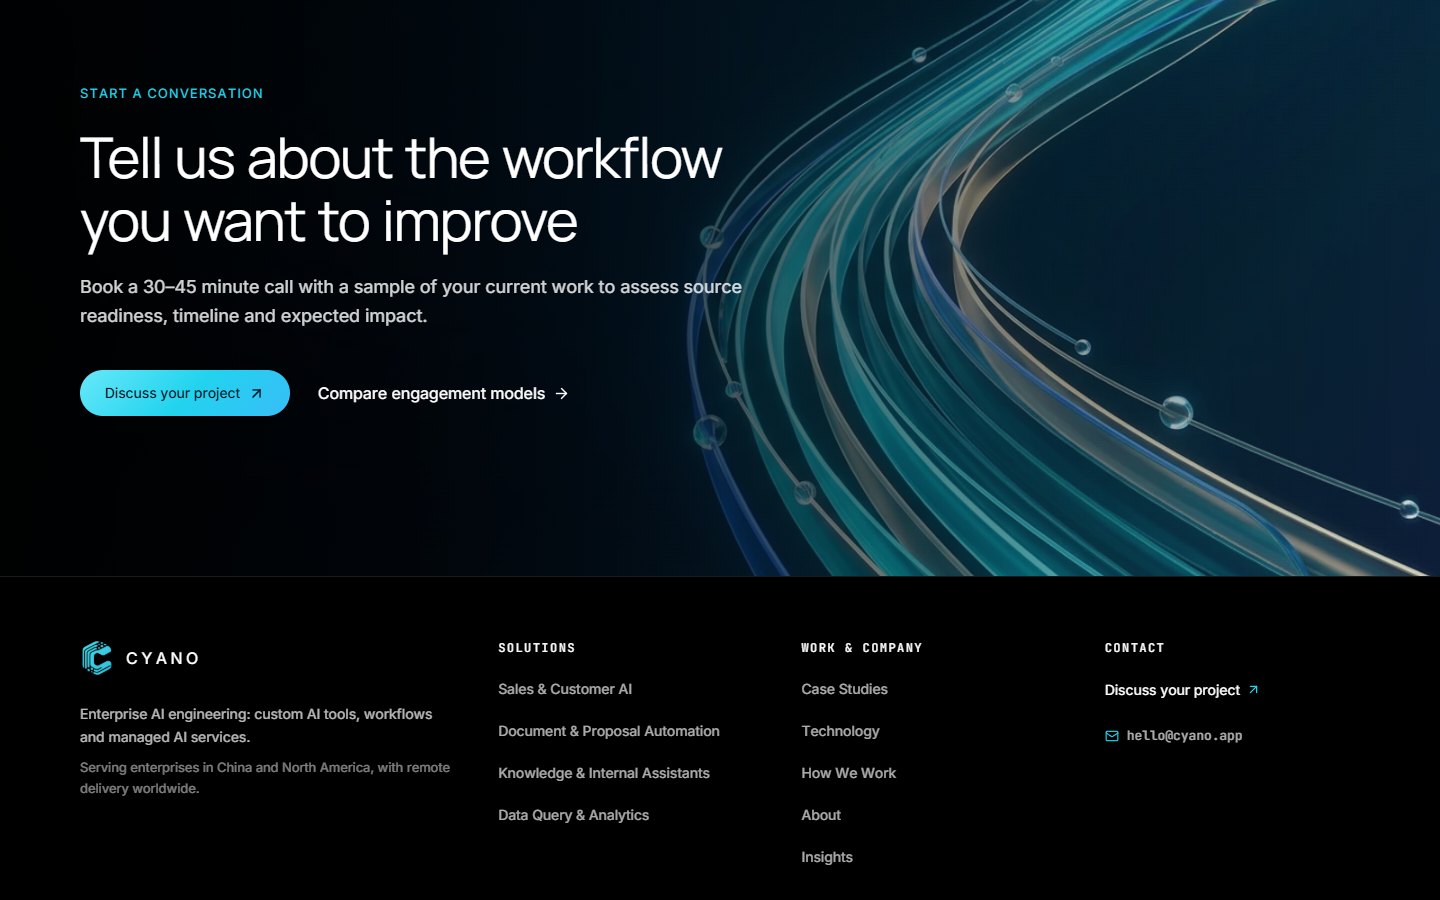 START A CONVERSATION
Tell us about the workflow
you want to improve
Book a 30–45 minute call with a sample of your current work to assess source
readiness, timeline and expected impact.
Discuss your project
Compare engagement models
CYANO
Enterprise AI engineering: custom AI tools, workflows
and managed AI services.
Serving enterprises in China and North America, with remote
delivery worldwide.
SOLUTIONS
Sales & Customer AI
Document & Proposal Automation
Knowledge & Internal Assistants
Data Query & Analytics
WORK & COMPANY
Case Studies
Technology
How We Work
About
Insights
CONTACT
Discuss your project
hello@cyano.app